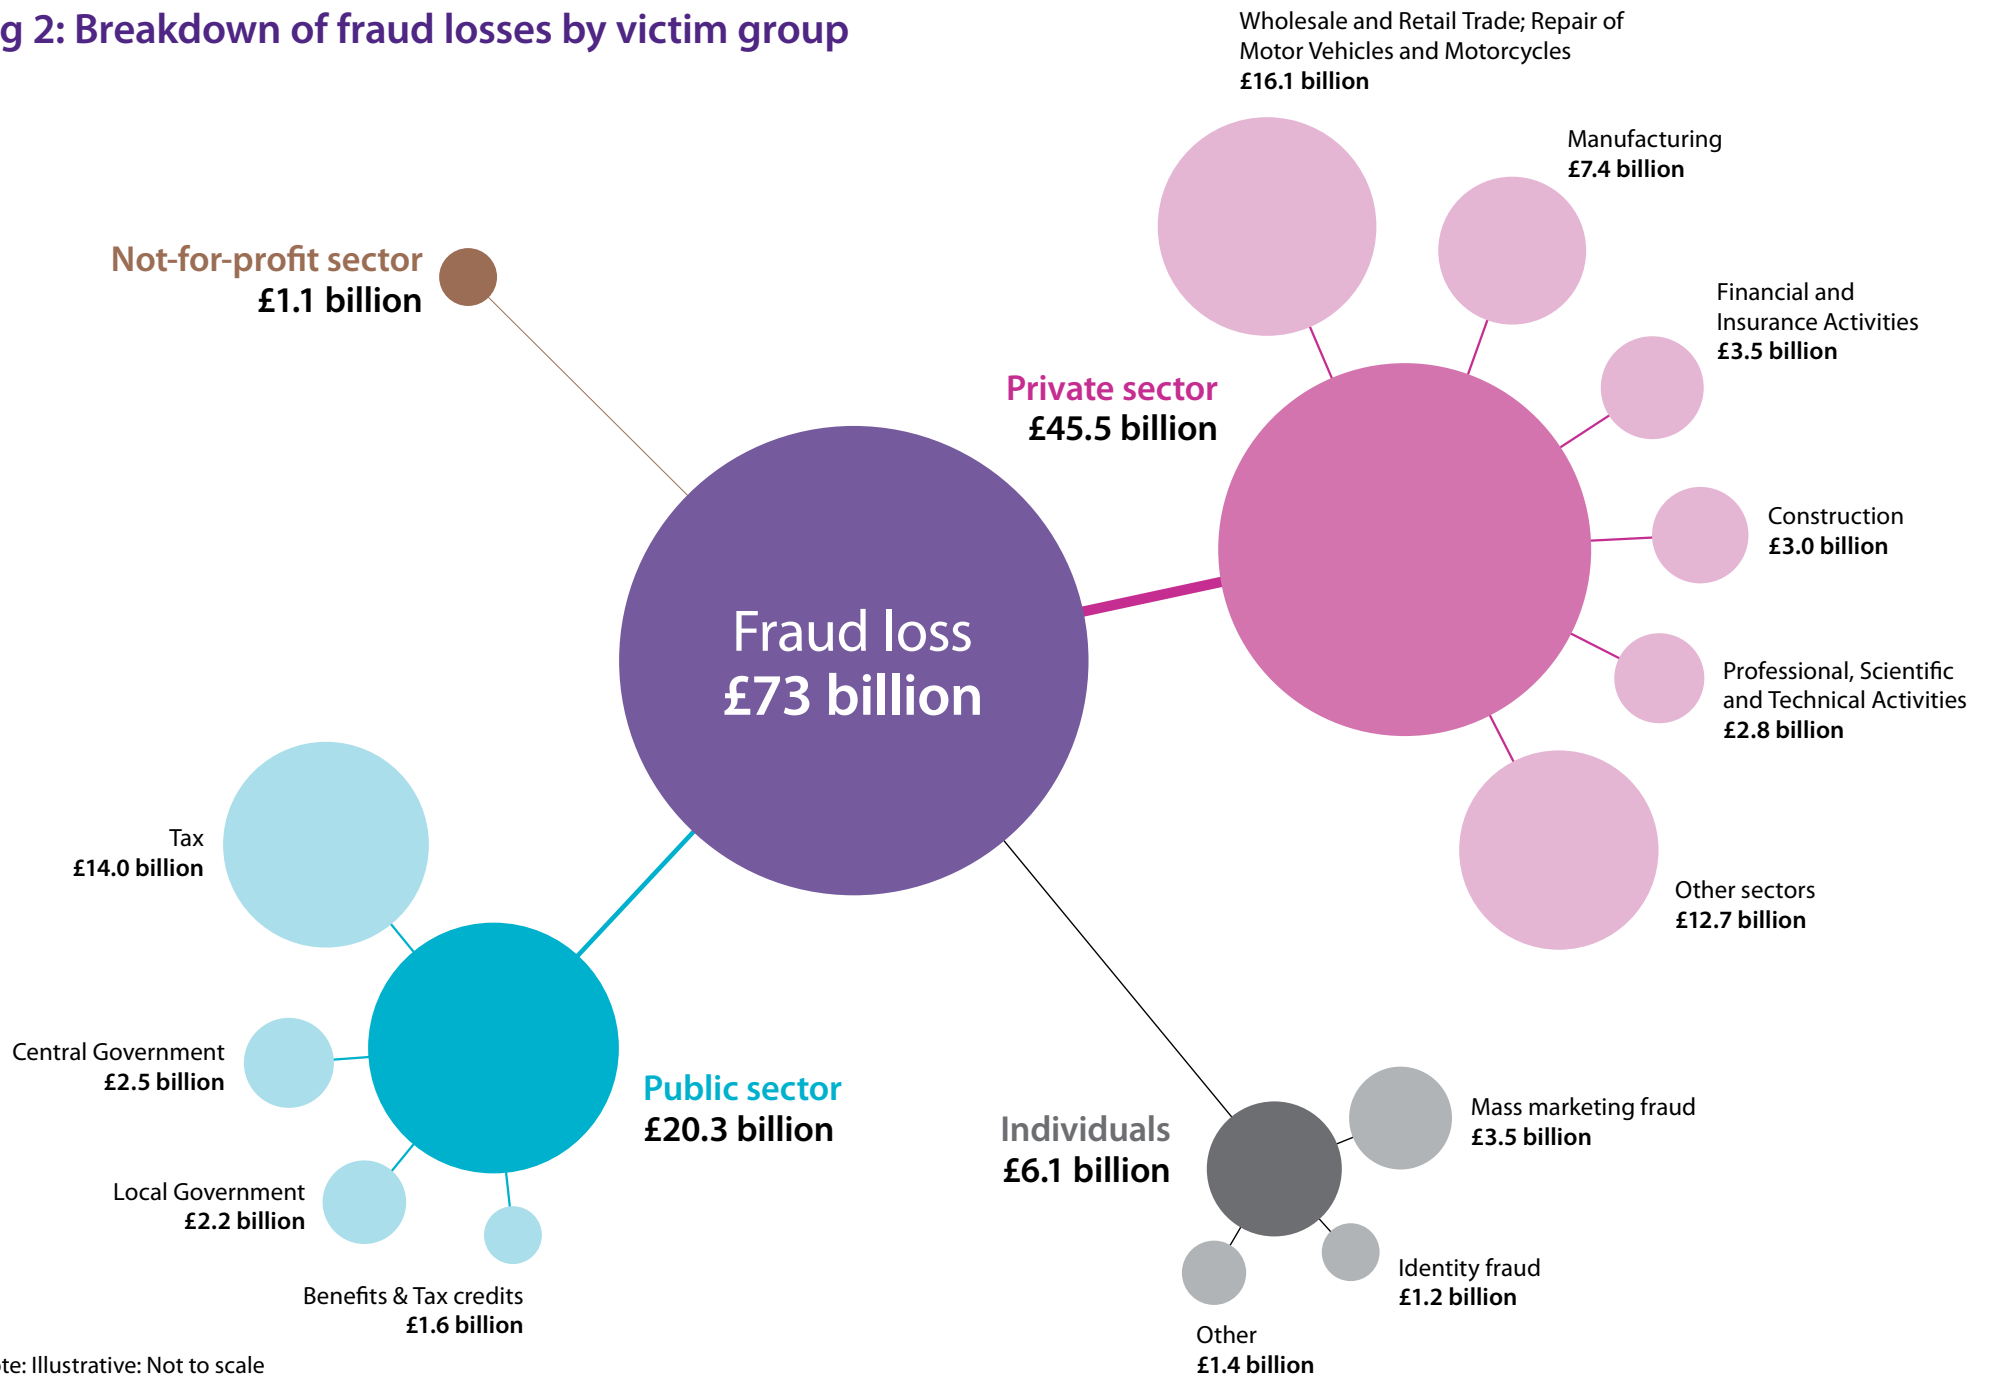 g 2: Breakdown of fraud losses by victim group
Wholesale and Retail Trade; Repair of
Motor Vehicles and Motorcycles
£16.1 billion
Manufacturing
£7.4 billion
Not-for-profit sector
£1.1 billion
Financial and
Insurance Activities
£3.5 billion
Private sector
£45.5 billion
Construction
£3.0 billion
Fraud loss
£73 billion
Professional, Scientific
and Technical Activities
£2.8 billion
Tax
£14.0 billion
Other sectors
£12.7 billion
Central Government
£2.5 billion
Public sector
£20.3 billion
Individuals
£6.1 billion
Mass marketing fraud
£3.5 billion
Local Government
£2.2 billion
Identity fraud
£1.2 billion
Benefits & Tax credits
£1.6 billion
Other
£1.4 billion
te: Illustrative: Not to scale